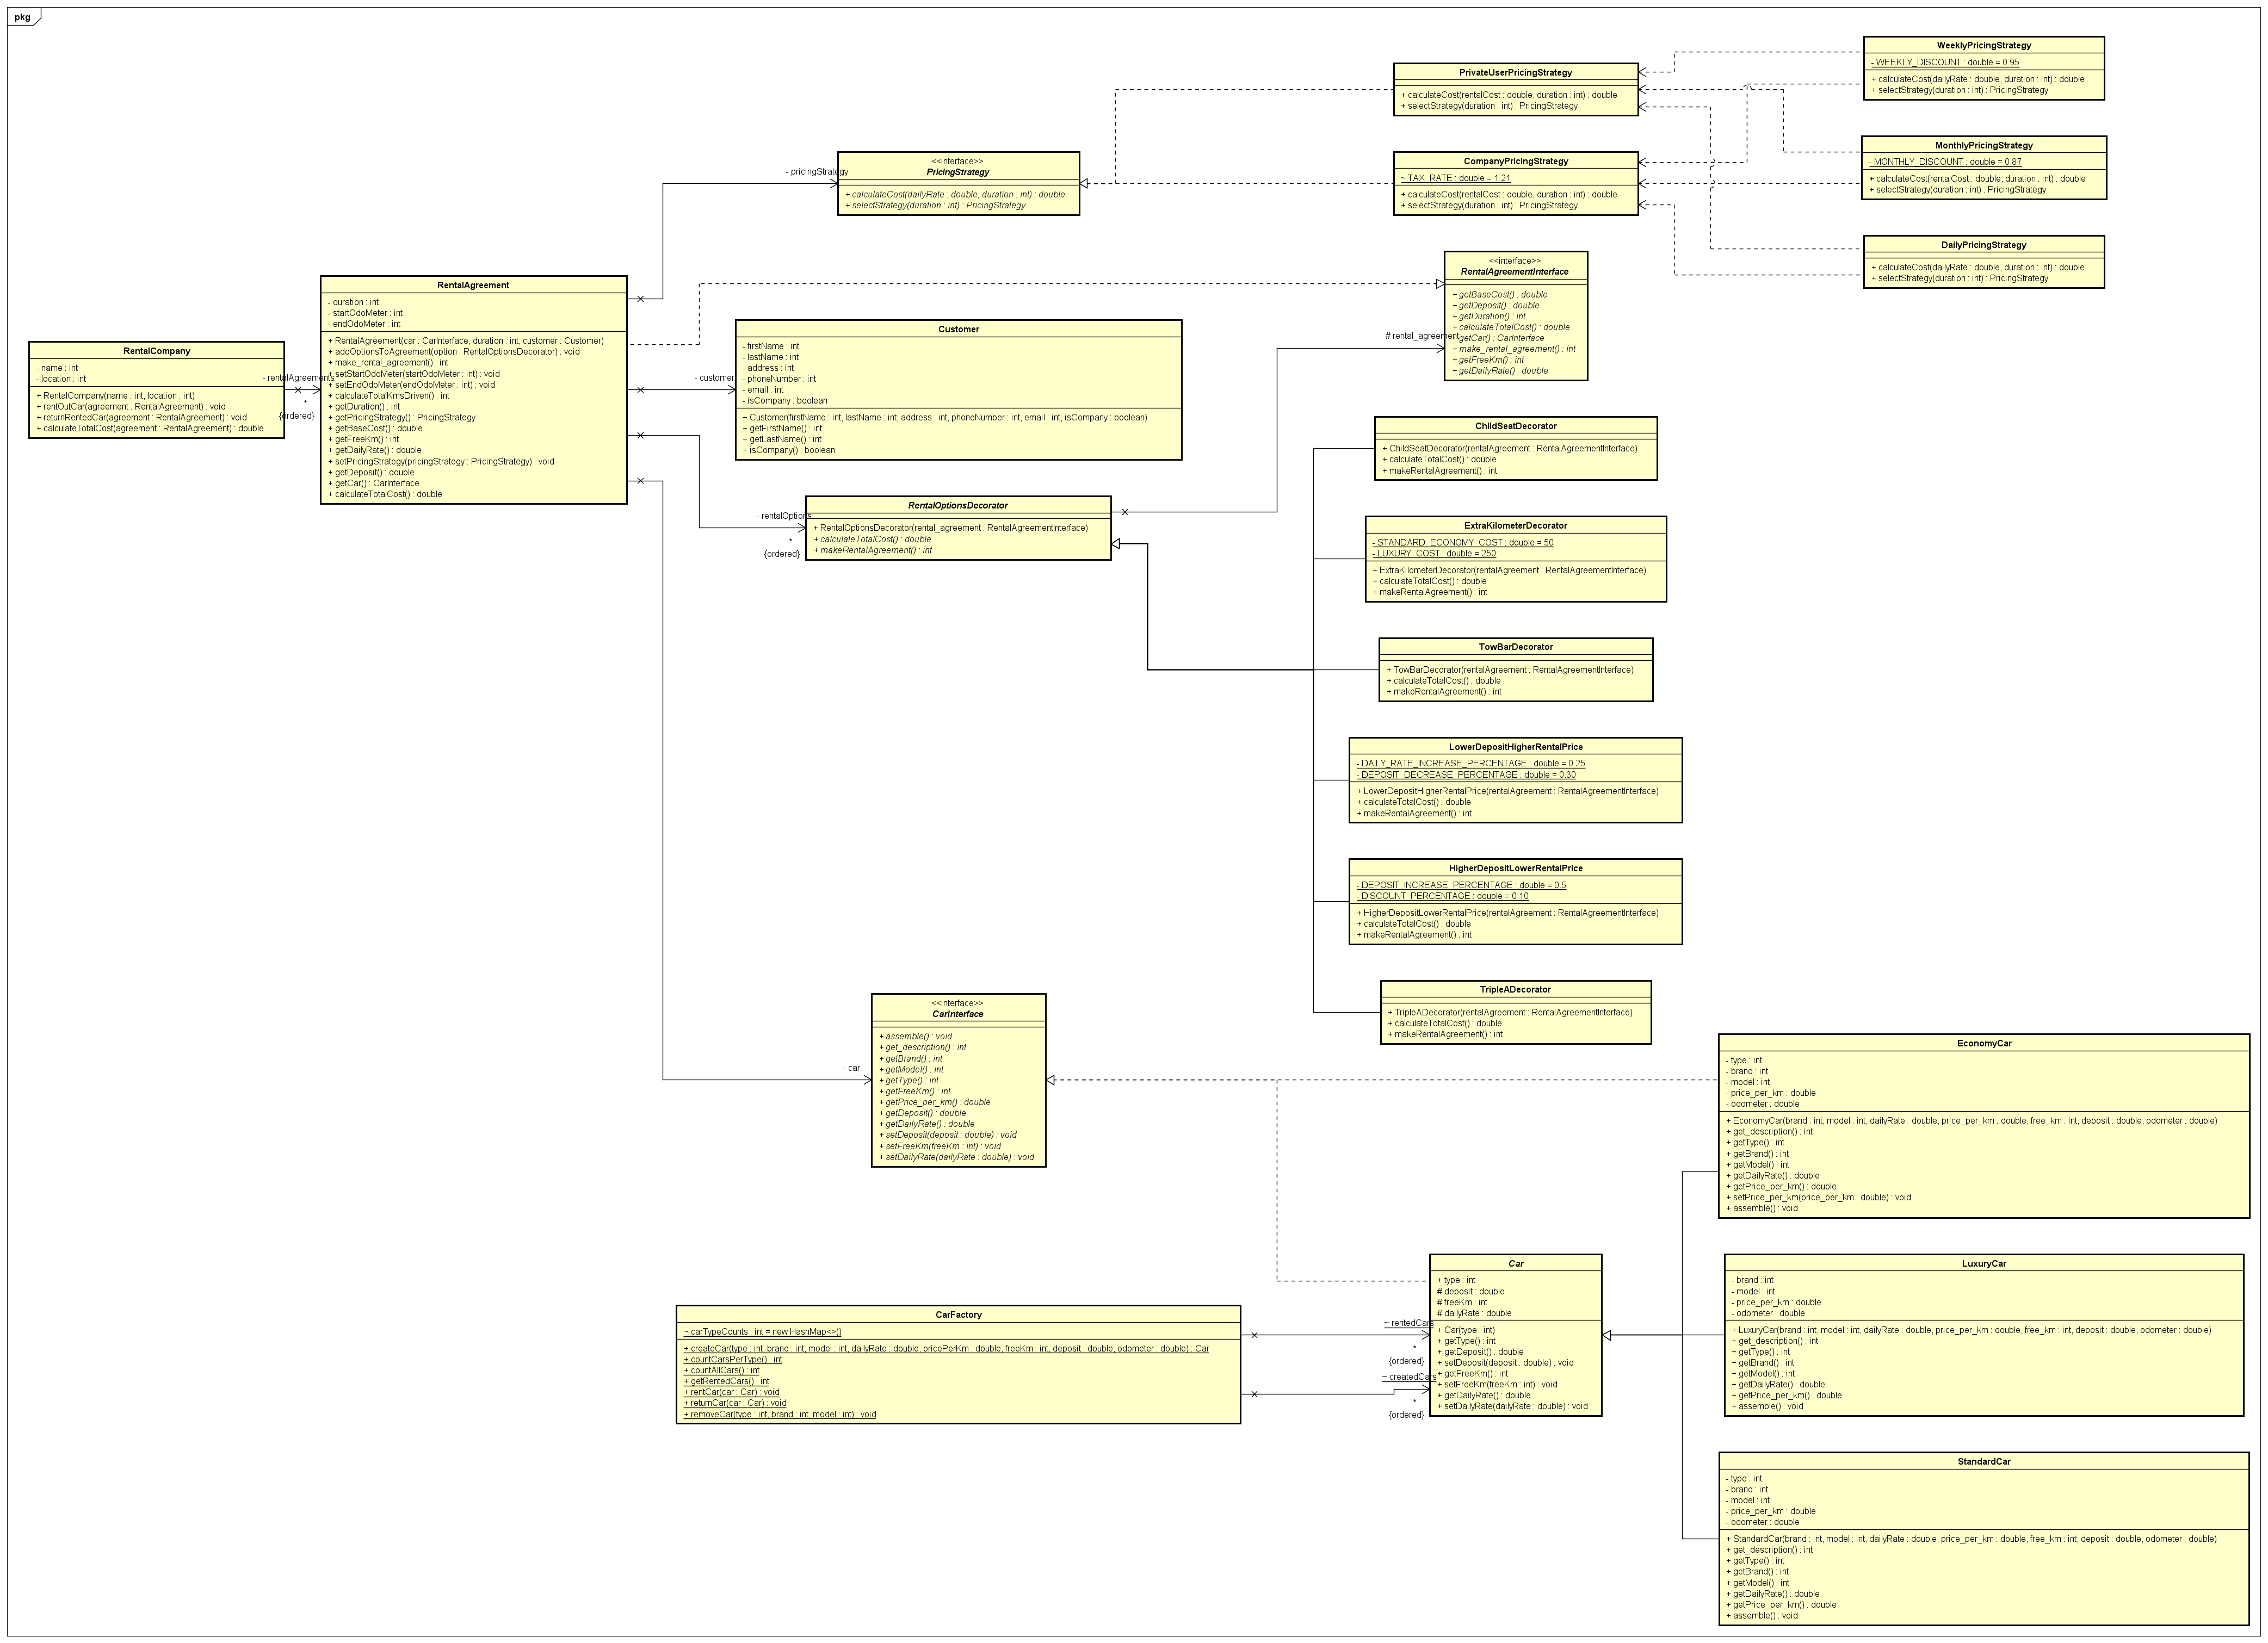 pkg
RentalCompany
- name : int
- location : int
+ RentalCompany(name : int, location : int)
+ rentOutCar(agreement : RentalAgreement) : void
+ returnRentedCar(agreement : RentalAgreement) : void
+ calculateTotalCost(agreement : RentalAgreement) : double
- rentalAgreements
*
{ordered}
RentalAgreement
- duration : int
- startOdoMeter : int
- endOdoMeter : int
+ RentalAgreement(car : CarInterface, duration : int, customer : Customer)
+ addOptionsToAgreement(option : RentalOptionsDecorator) : void
+ make_rental_agreement() : int
+ setStartOdoMeter(startOdoMeter : int) : void
+ setEndOdoMeter(endOdoMeter : int) : void
+ calculateTotalKmsDriven() : int
+ getDuration() : int
+ getPricingStrategy() : PricingStrategy
+ getBaseCost() : double
+ getFreeKm() : int
+ getDailyRate() : double
+ setPricingStrategy(pricingStrategy : PricingStrategy) : void
+ getDeposit() : double
+ getCar() : CarInterface
+ calculateTotalCost() : double
- pricingStrategy
<<interface>>
PricingStrategy
+ calculateCost(dailyRate : double, duration : int) : double
+ selectStrategy(duration : int) : PricingStrategy
PrivateUserPricingStrategy
+ calculateCost(rentalCost : double, duration : int) : double
+ selectStrategy(duration : int) : PricingStrategy
CompanyPricingStrategy
~ TAX_RATE : double = 1.21
+ calculateCost(rentalCost : double, duration : int) : double
+ selectStrategy(duration : int) : PricingStrategy
WeeklyPricingStrategy
- WEEKLY_DISCOUNT : double = 0.95
+ calculateCost(dailyRate : double, duration : int) : double
+ selectStrategy(duration : int) : PricingStrategy
MonthlyPricingStrategy
- MONTHLY_DISCOUNT : double = 0.87
+ calculateCost(rentalCost : double, duration : int) : double
+ selectStrategy(duration : int) : PricingStrategy
DailyPricingStrategy
+ calculateCost(dailyRate : double, duration : int) : double
+ selectStrategy(duration : int) : PricingStrategy
- customer
Customer
- firstName : int
- lastName : int
- address : int
- phoneNumber : int
- email : int
- isCompany : boolean
+ Customer(firstName : int, lastName : int, address : int, phoneNumber : int, email : int, isCompany : boolean)
+ getFirstName() : int
+ getLastName() : int
+ isCompany() : boolean
# rental_agreement
<<interface>>
RentalAgreementInterface
+ getBaseCost() : double
+ getDeposit() : double
+ getDuration() : int
+ calculateTotalCost() : double
+ getCar() : CarInterface
+ make_rental_agreement() : int
+ getFreeKm() : int
+ getDailyRate() : double
- rentalOptions
*
{ordered}
RentalOptionsDecorator
+ RentalOptionsDecorator(rental_agreement : RentalAgreementInterface)
+ calculateTotalCost() : double
+ makeRentalAgreement() : int
ChildSeatDecorator
+ ChildSeatDecorator(rentalAgreement : RentalAgreementInterface)
+ calculateTotalCost() : double
+ makeRentalAgreement() : int
ExtraKilometerDecorator
- STANDARD_ECONOMY_COST : double = 50
- LUXURY_COST : double = 250
+ ExtraKilometerDecorator(rentalAgreement : RentalAgreementInterface)
+ calculateTotalCost() : double
+ makeRentalAgreement() : int
TowBarDecorator
+ TowBarDecorator(rentalAgreement : RentalAgreementInterface)
+ calculateTotalCost() : double
+ makeRentalAgreement() : int
LowerDepositHigherRentalPrice
- DAILY_RATE_INCREASE_PERCENTAGE : double = 0.25
- DEPOSIT_DECREASE_PERCENTAGE : double = 0.30
+ LowerDepositHigherRentalPrice(rentalAgreement : RentalAgreementInterface)
+ calculateTotalCost() : double
+ makeRentalAgreement() : int
HigherDepositLowerRentalPrice
- DEPOSIT_INCREASE_PERCENTAGE : double = 0.5
- DISCOUNT_PERCENTAGE : double = 0.10
+ HigherDepositLowerRentalPrice(rentalAgreement : RentalAgreementInterface)
+ calculateTotalCost() : double
+ makeRentalAgreement() : int
TripleADecorator
+ TripleADecorator(rentalAgreement : RentalAgreementInterface)
+ calculateTotalCost() : double
+ makeRentalAgreement() : int
- car
<<interface>>
CarInterface
+ assemble() : void
+ get_description() : int
+ getBrand() : int
+ getModel() : int
+ getType() : int
+ getFreeKm() : int
+ getPrice_per_km() : double
+ getDeposit() : double
+ getDailyRate() : double
+ setDeposit(deposit : double) : void
+ setFreeKm(freeKm : int) : void
+ setDailyRate(dailyRate : double) : void
EconomyCar
- type : int
- brand : int
- model : int
- price_per_km : double
- odometer : double
+ EconomyCar(brand : int, model : int, dailyRate : double, price_per_km : double, free_km : int, deposit : double, odometer : double)
+ get_description() : int
+ getType() : int
+ getBrand() : int
+ getModel() : int
+ getDailyRate() : double
+ getPrice_per_km() : double
+ setPrice_per_km(price_per_km : double) : void
+ assemble() : void
CarFactory
~ carTypeCounts : int = new HashMap<>()
+ createCar(type : int, brand : int, model : int, dailyRate : double, pricePerKm : double, freeKm : int, deposit : double, odometer : double) : Car
+ countCarsPerType() : int
+ countAllCars() : int
+ getRentedCars() : int
+ rentCar(car : Car) : void
+ returnCar(car : Car) : void
+ removeCar(type : int, brand : int, model : int) : void
~ rentedCars
*
{ordered}
~ createdCars
*
{ordered}
Car
+ type : int
# deposit : double
# freeKm : int
# dailyRate : double
+ Car(type : int)
+ getType() : int
+ getDeposit() : double
+ setDeposit(deposit : double) : void
+ getFreeKm() : int
+ setFreeKm(freeKm : int) : void
+ getDailyRate() : double
+ setDailyRate(dailyRate : double) : void
LuxuryCar
- brand : int
- model : int
- price_per_km : double
- odometer : double
+ LuxuryCar(brand : int, model : int, dailyRate : double, price_per_km : double, free_km : int, deposit : double, odometer : double)
+ get_description() : int
+ getType() : int
+ getBrand() : int
+ getModel() : int
+ getDailyRate() : double
+ getPrice_per_km() : double
+ assemble() : void
StandardCar
- type : int
- brand : int
- model : int
- price_per_km : double
- odometer : double
+ StandardCar(brand : int, model : int, dailyRate : double, price_per_km : double, free_km : int, deposit : double, odometer : double)
+ get_description() : int
+ getType() : int
+ getBrand() : int
+ getModel() : int
+ getDailyRate() : double
+ getPrice_per_km() : double
+ assemble() : void